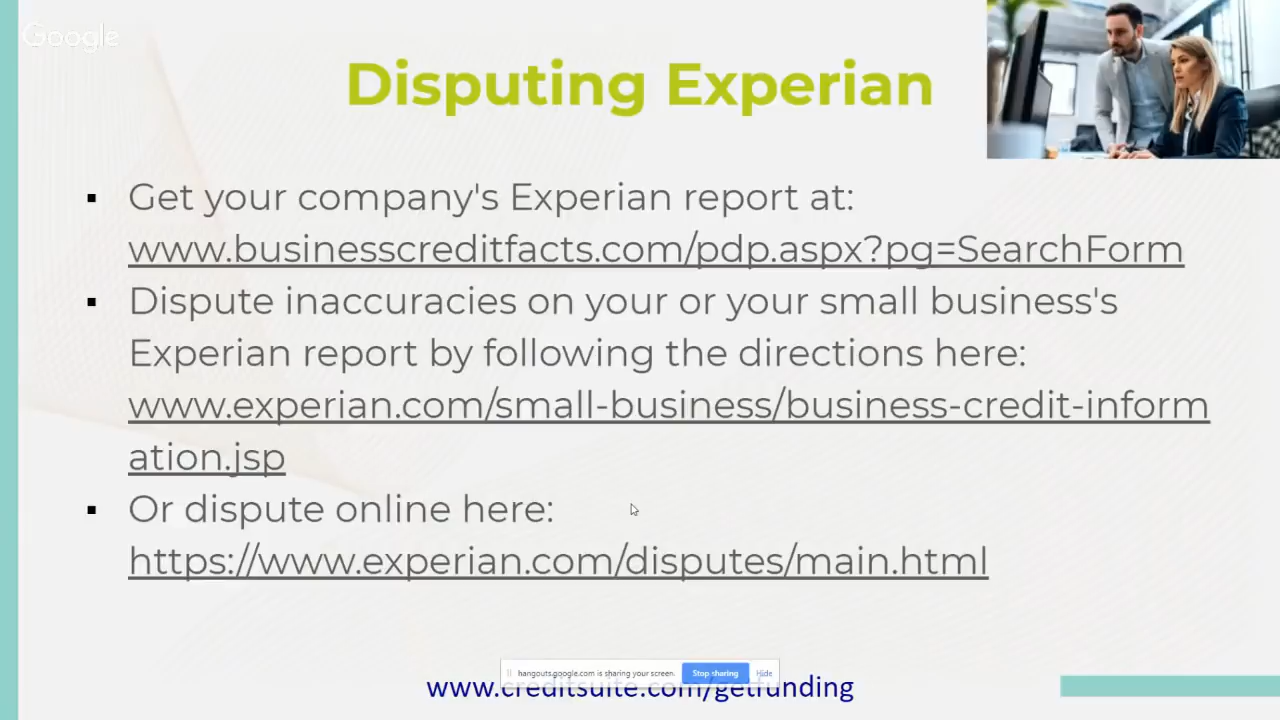 Google
Disputing Experian
▪ Get your company's Experian report at:
www.businesscreditfacts.com/pdp.aspx?pg=SearchForm
▪ Dispute inaccuracies on your or your small business's
Experian report by following the directions here:
www.experian.com/small-business/business-credit-inform
ation.jsp
▪ Or dispute online here:
https://www.experian.com/disputes/main.html
hangouts.google.com is sharing your screen. Stop sharing Hide
www.creditsuite.com/getfunding